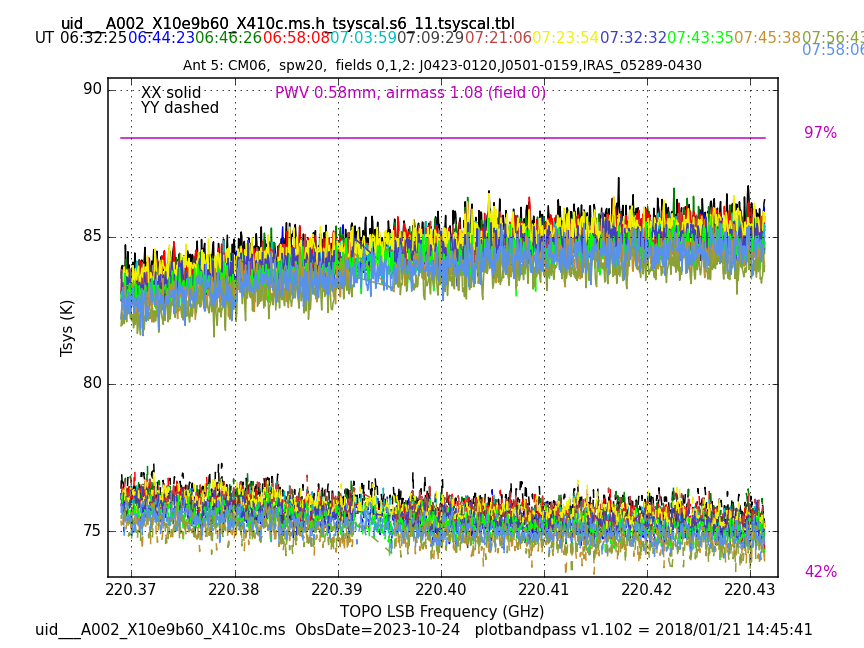 uid___A002_X10e9b60_X410c.ms.h_tsyscal.s6_11.tsyscal.tbl
UT 06:32:25 06:44:23 06:46:26 06:58:08 07:03:59 07:09:29 07:21:06 07:23:54 07:32:32 07:43:35 07:45:38 07:56:43
07:58:06
Ant 5: CM06, spw20, fields 0,1,2: J0423-0120,J0501-0159,IRAS_05289-0430
90
XX solid
PWV 0.58mm, airmass 1.08 (field 0)
YY dashed
97%
85
Tsys (K)
80
75
42%
220.37 220.38 220.39 220.40 220.41 220.42 220.43
TOPO LSB Frequency (GHz)
uid___A002_X10e9b60_X410c.ms ObsDate=2023-10-24 plotbandpass v1.102 = 2018/01/21 14:45:41